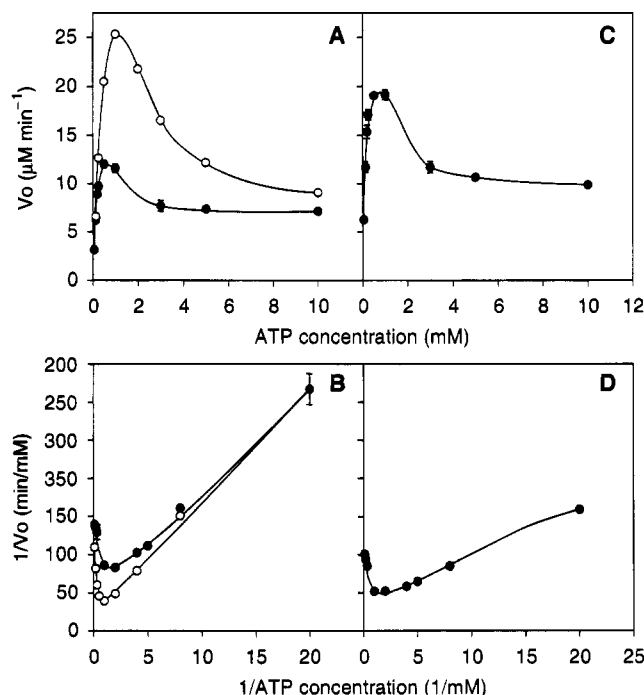 A
C
25
20
15
10
5
0
Vo (µM min⁻¹)
0 2 4 6 8 10
0 2 4 6 8 10 12
ATP concentration (mM)
B
D
200
250
300
350
150
100
50
0
1/Vo (min/mM)
0 5 10 15 20
0 5 10 15 20 25
1/ATP concentration (1/mM)